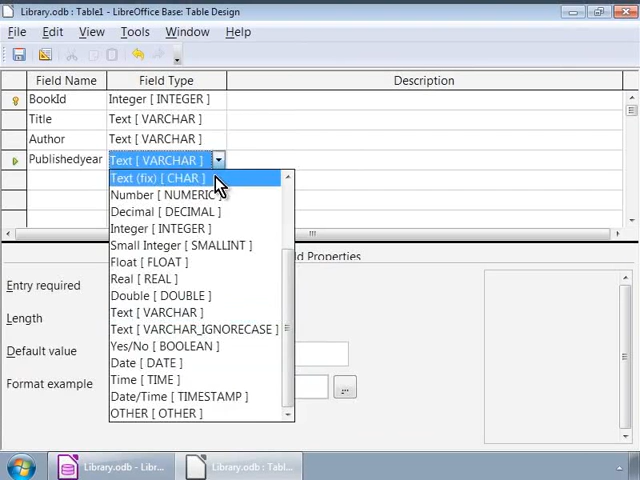 Library.odb : Table1 - LibreOffice Base: Table Design
File Edit View Tools Window Help
Field Name Field Type Description
BookId Integer [ INTEGER ]
Title Text [ VARCHAR ]
Author Text [ VARCHAR ]
Publishedyear Text [ VARCHAR ]
Text (fix) [ CHAR ]
Number [ NUMERIC ]
Decimal [ DECIMAL ]
Integer [ INTEGER ]
Small Integer [ SMALLINT ]
Float [ FLOAT ]
Real [ REAL ]
Double [ DOUBLE ]
Text [ VARCHAR ]
Text [ VARCHAR_IGNORECASE ]
Yes/No [ BOOLEAN ]
Date [ DATE ]
Time [ TIME ]
Date/Time [ TIMESTAMP ]
OTHER [ OTHER ]
Properties
Entry required
Length
Default value
Format example
...
Library.odb - Libr...
Library.odb : Tabl...